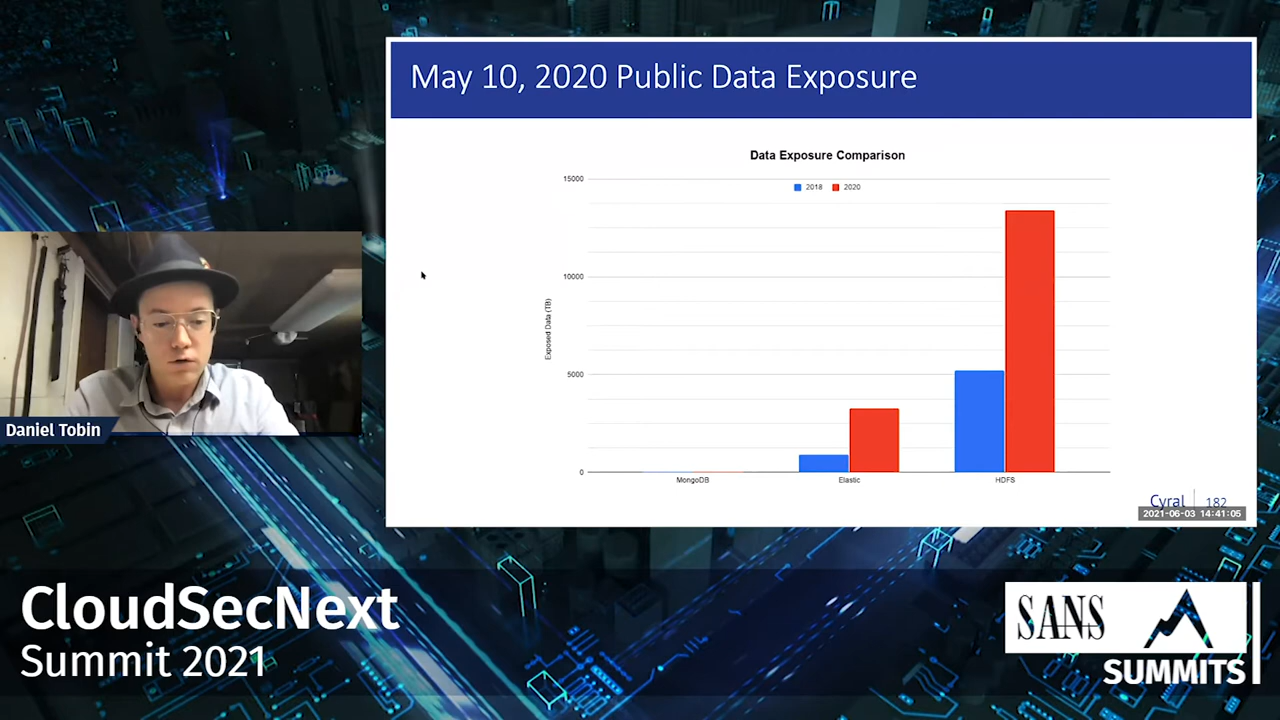 May 10, 2020 Public Data Exposure
Data Exposure Comparison
2018 2020
15000
10000
5000
0
Exposed Data (TB)
MongoDB Elastic HDFS
Cyral 182
2021-06-03 14:41:05
Daniel Tobin
CloudSecNext
Summit 2021
SANS
SUMMITS